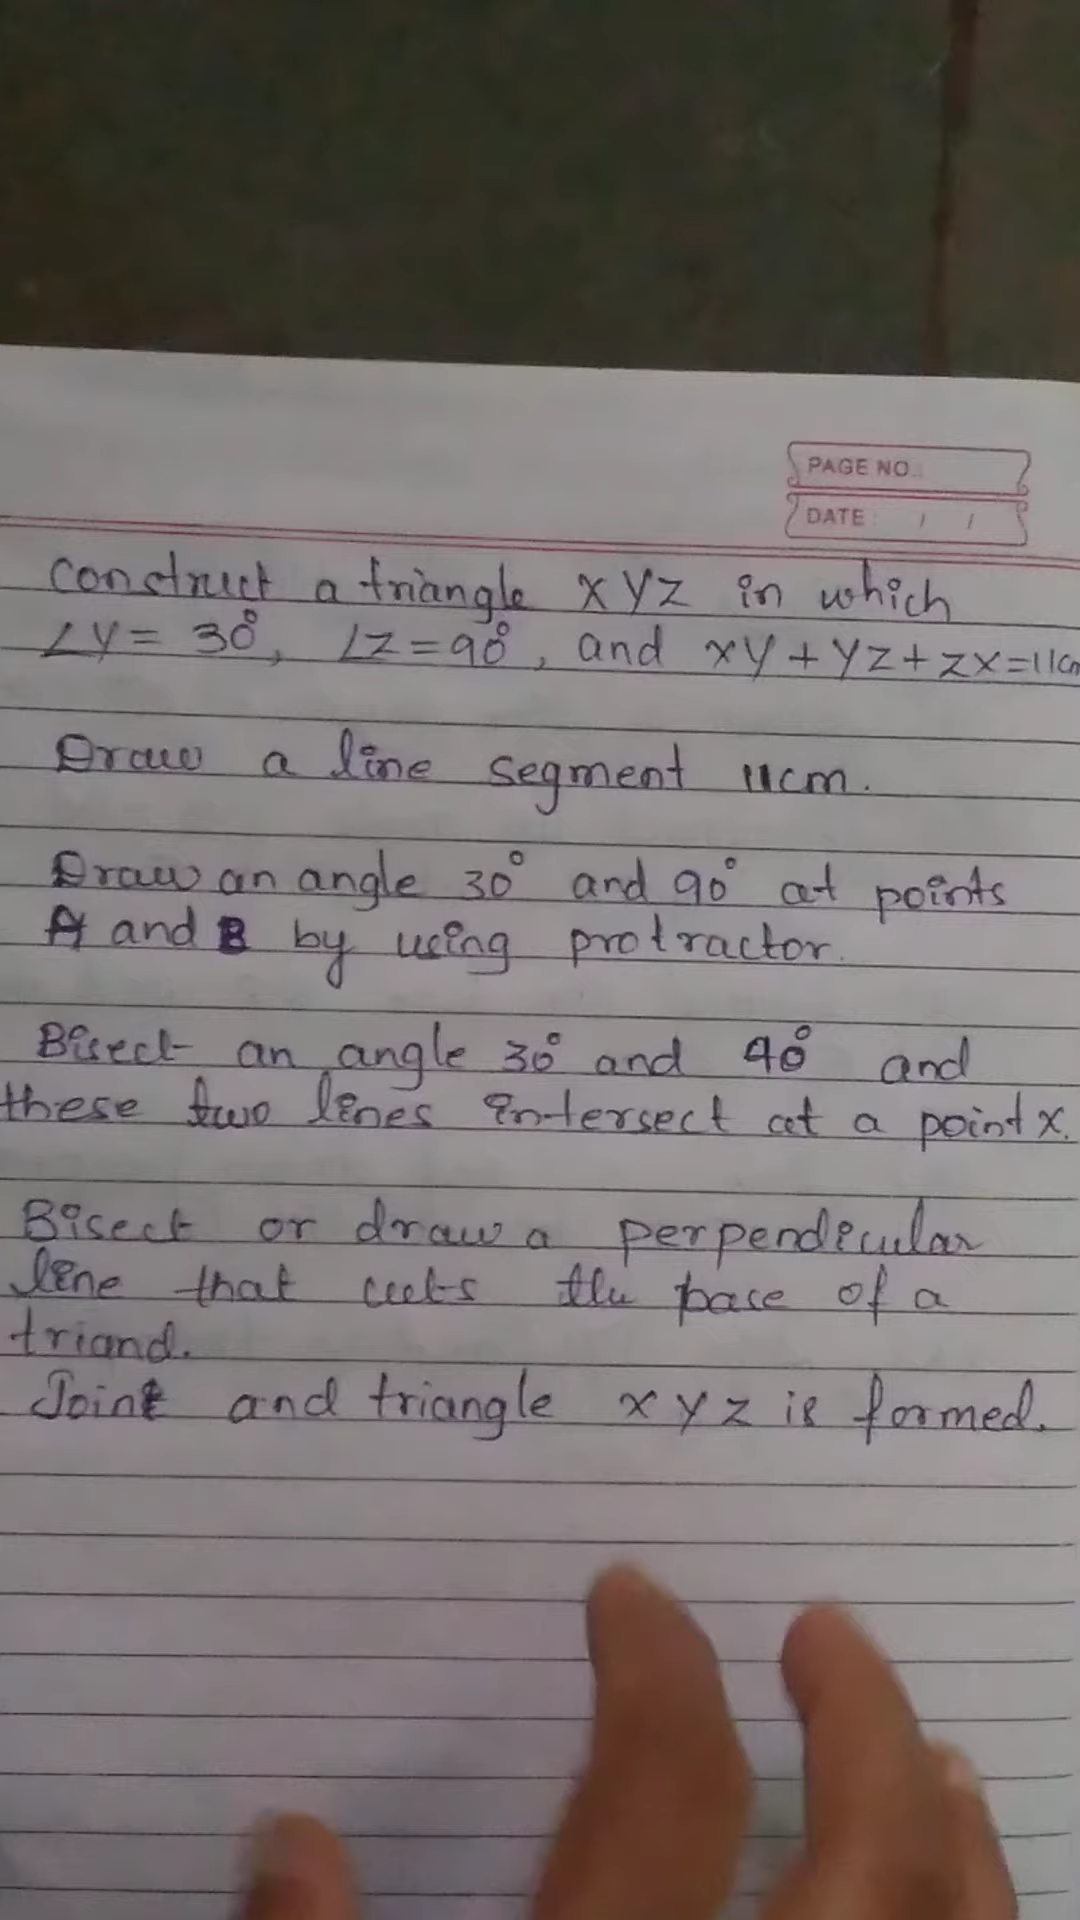 PAGE NO.:
DATE: / /
construct a triangle XYZ in which
∠Y= 30°, ∠Z=90°, and XY+YZ+ZX=11cm
Draw a line segment 11cm.
Draw an angle 30° and 90° at points
A and B by using protractor.
Bisect an angle 30° and 90° and
these two lines intersect at a point X.
Bisect or draw a perpendicular
line that cuts the base of a
triand.
Joint and triangle XYZ is formed.